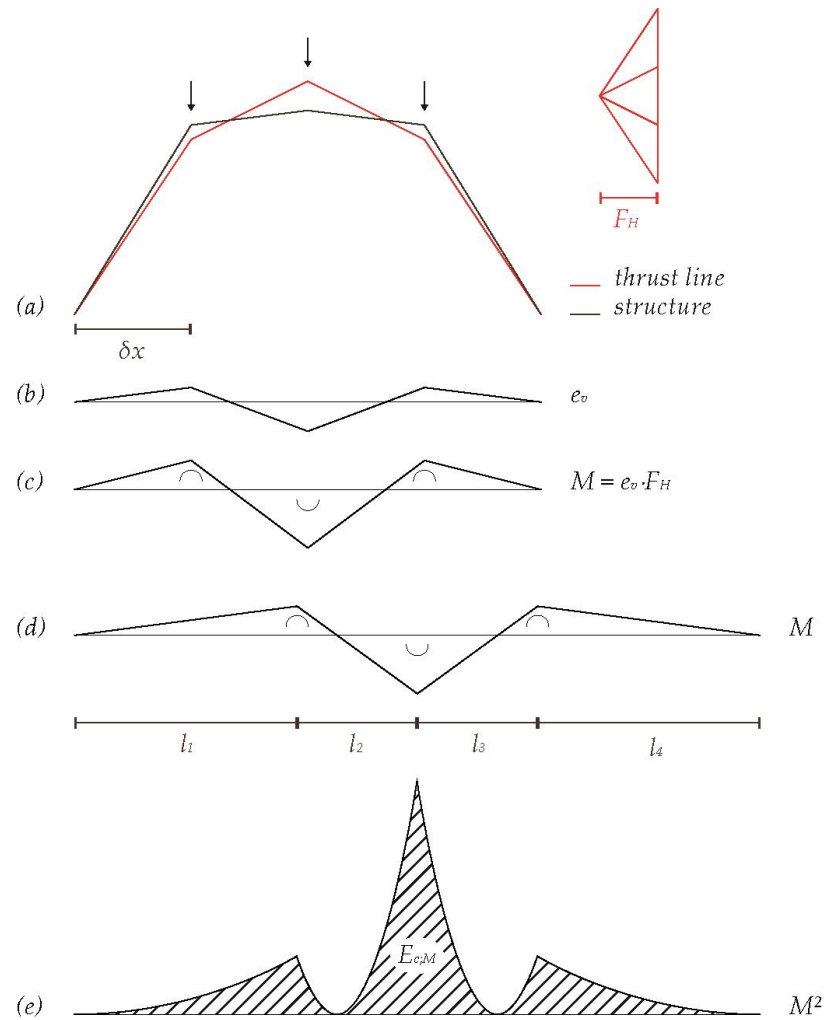 F_H
thrust line
structure
(a)
δx
(b)
e_v
(c)
M = e_v·F_H
(d)
M
l_1
l_2
l_3
l_4
E_c;M
(e)
M²